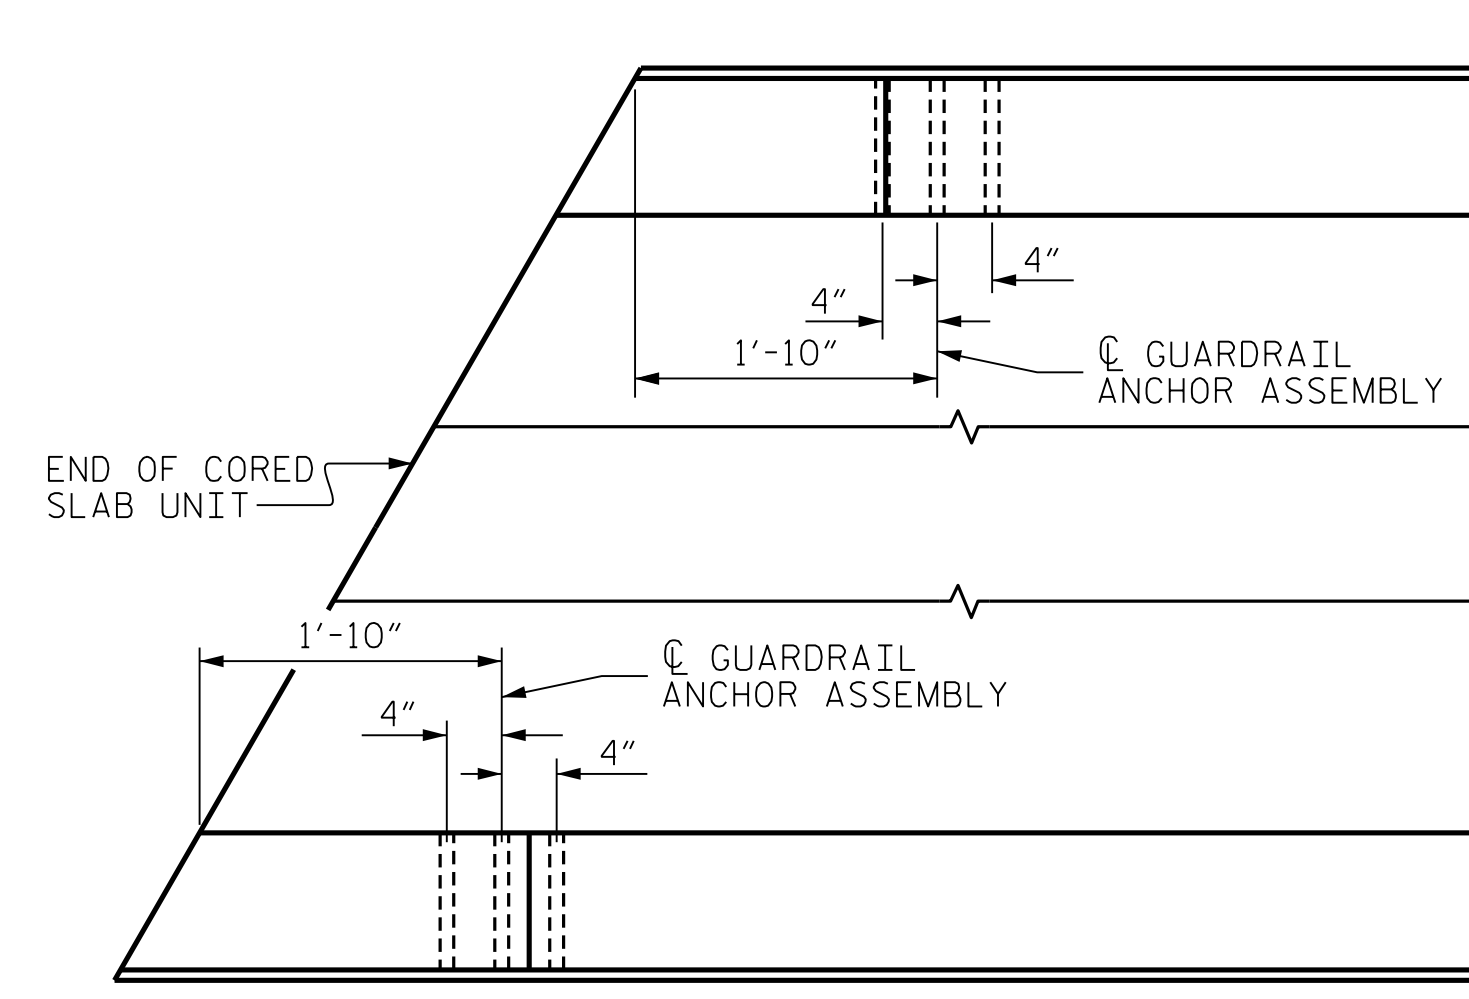 4"
4"
1'-10"
℄ GUARDRAIL
ANCHOR ASSEMBLY
END OF CORED
SLAB UNIT
1'-10"
℄ GUARDRAIL
ANCHOR ASSEMBLY
4"
4"